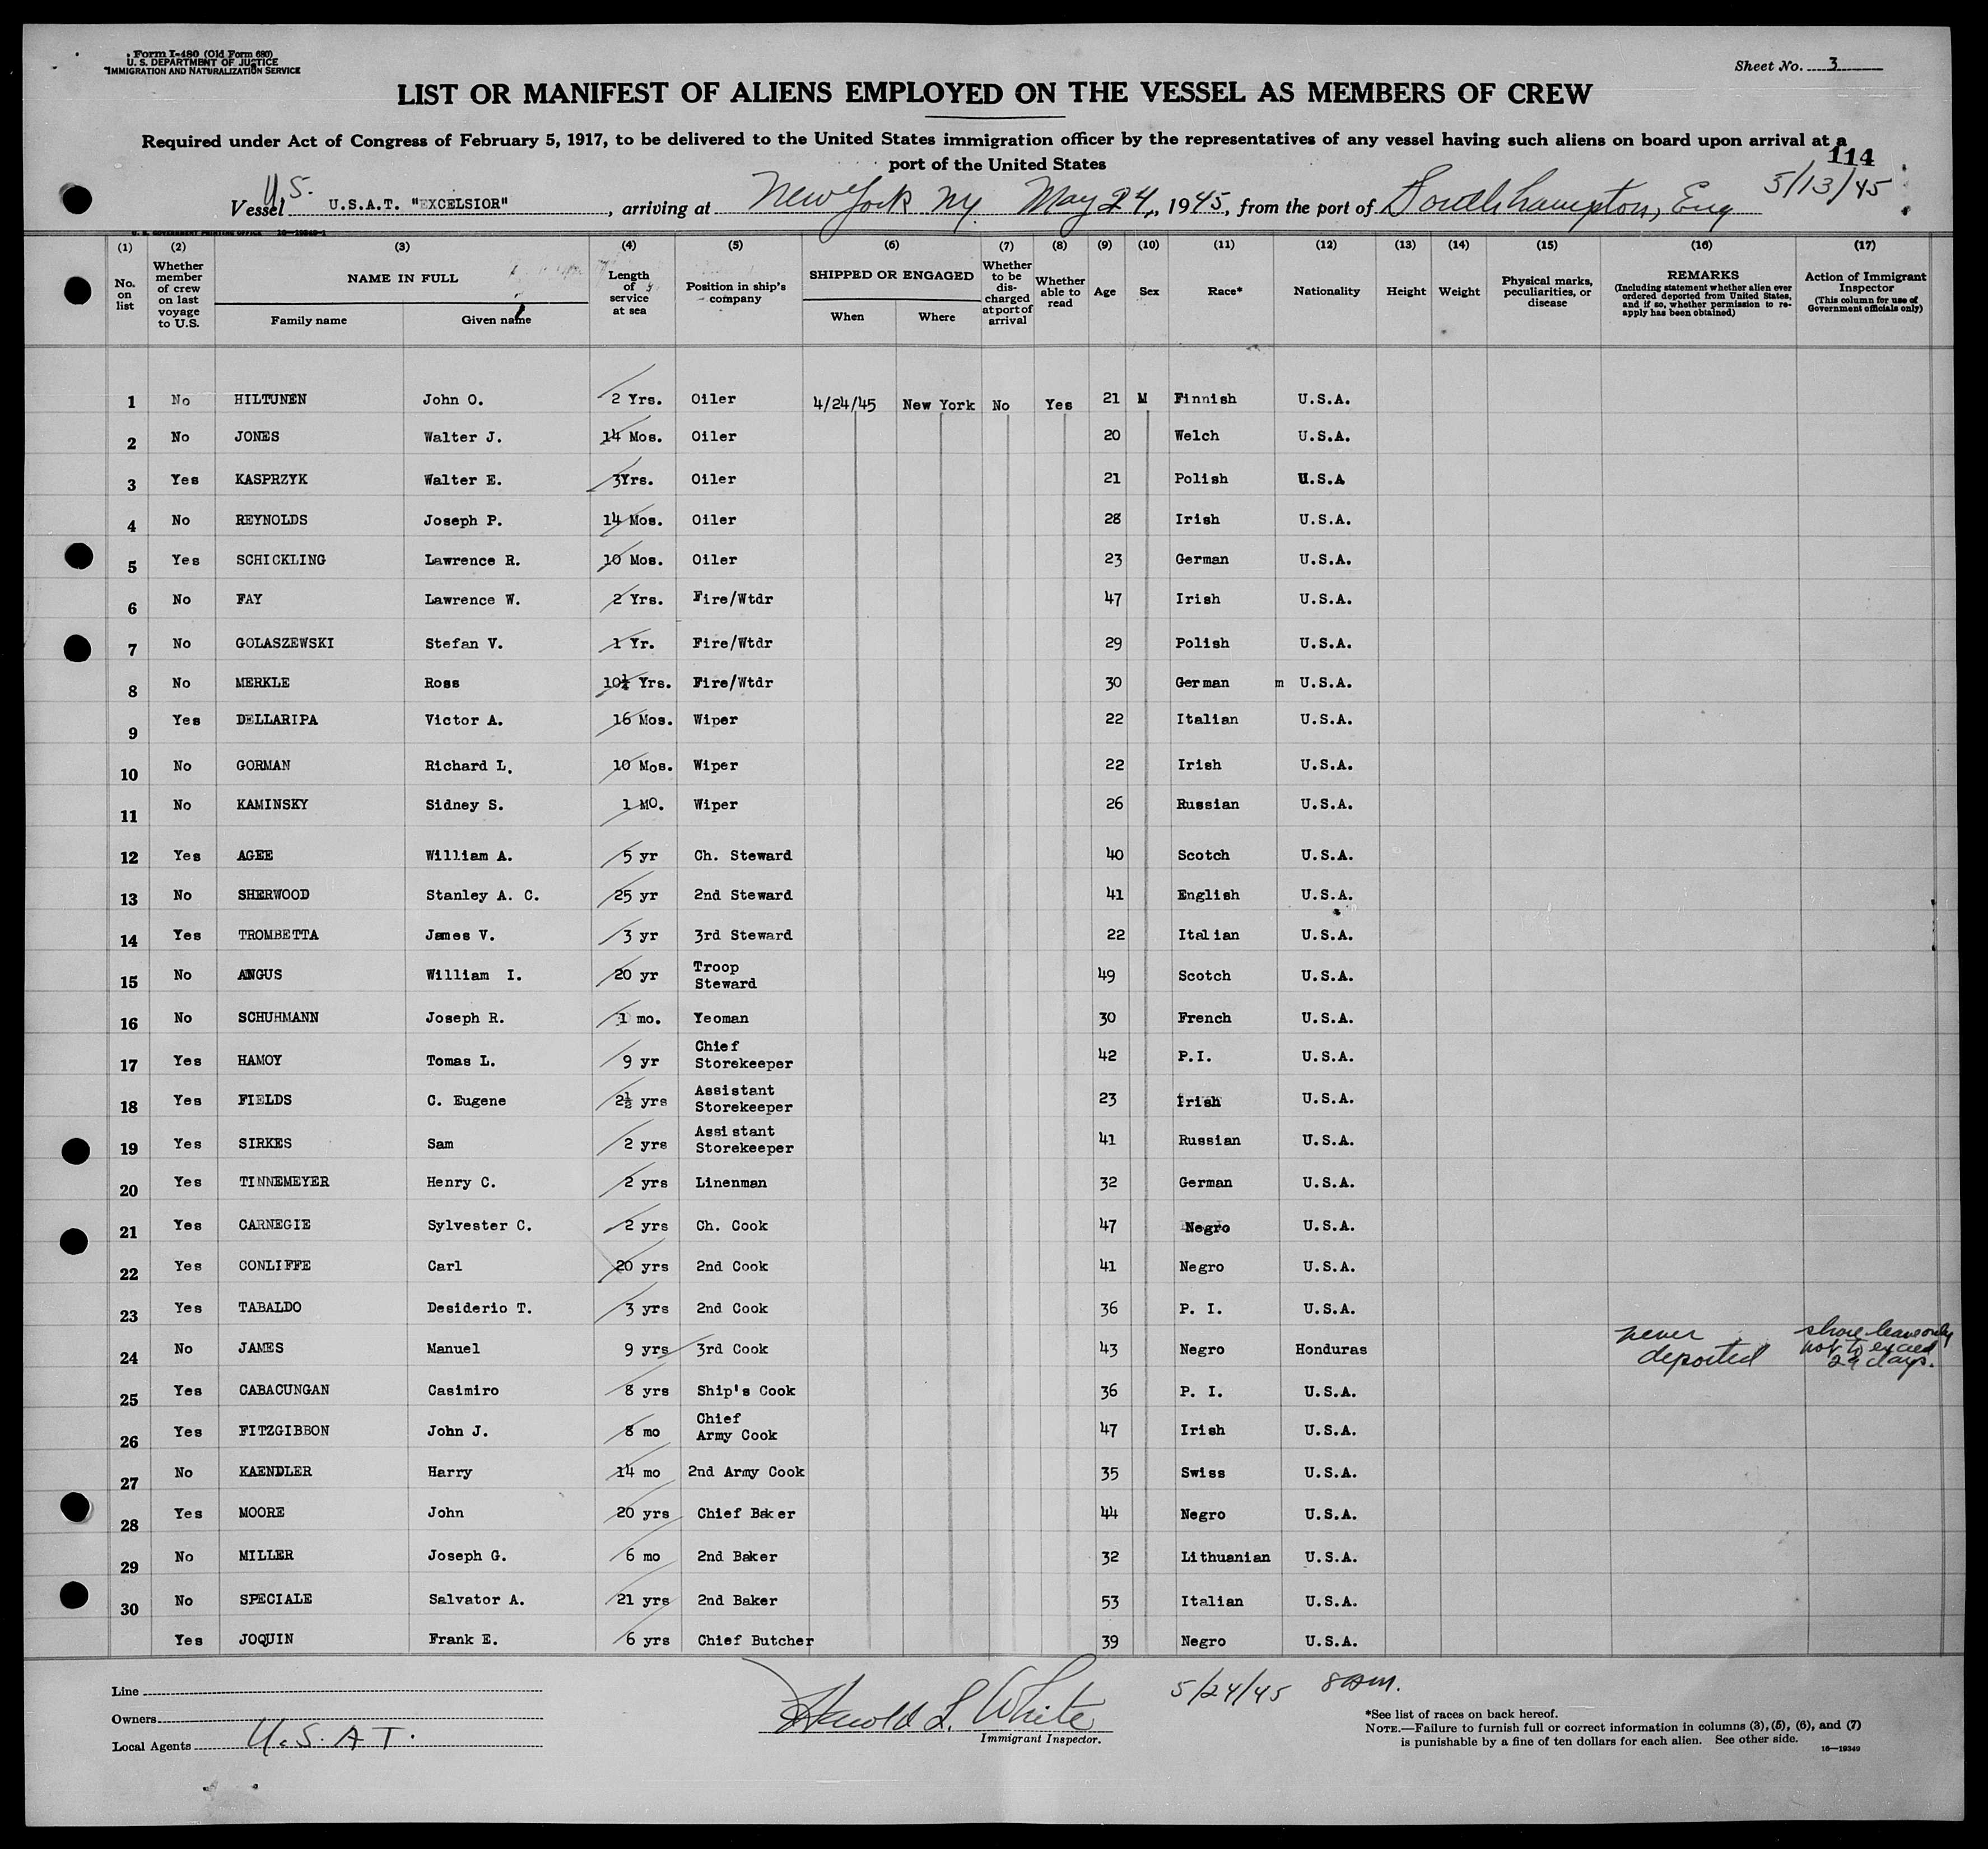 Form I-480 (Old Form 680)
U. S. DEPARTMENT OF JUSTICE
IMMIGRATION AND NATURALIZATION SERVICE
Sheet No. 3
LIST OR MANIFEST OF ALIENS EMPLOYED ON THE VESSEL AS MEMBERS OF CREW
Required under Act of Congress of February 5, 1917, to be delivered to the United States immigration officer by the representatives of any vessel having such aliens on board upon arrival at a
port of the United States
114
U.S.
Vessel U.S.A.T. "EXCELSIOR", arriving at New York NY. May 24, 1945, from the port of Southampton, Eng 5/13/45
(1) (2) (3) (4) (5) (6) (7) (8) (9) (10) (11) (12) (13) (14) (15) (16) (17)
No. on list
Whether member of crew on last voyage to U.S.
NAME IN FULL
Family name
Given name
Length of service at sea
Position in ship's company
SHIPPED OR ENGAGED
When
Where
Whether to be discharged at port of arrival
Whether able to read
Age
Sex
Race*
Nationality
Height
Weight
Physical marks, peculiarities, or disease
REMARKS
(Including statement whether alien ever ordered deported from United States, and if so, whether permission to reapply has been obtained)
Action of Immigrant Inspector
(This column for use of Government officials only)
1 No HILTUNEN John O. 2 Yrs. Oiler 4/24/45 New York No Yes 21 M Finnish U.S.A.
2 No JONES Walter J. 14 Mos. Oiler 20 Welch U.S.A.
3 Yes KASPRZYK Walter E. 3Yrs. Oiler 21 Polish U.S.A
4 No REYNOLDS Joseph P. 14 Mos. Oiler 28 Irish U.S.A.
5 Yes SCHICKLING Lawrence R. 10 Mos. Oiler 23 German U.S.A.
6 No FAY Lawrence W. 2 Yrs. Fire/Wtdr 47 Irish U.S.A.
7 No GOLASZEWSKI Stefan V. 1 Yr. Fire/Wtdr 29 Polish U.S.A.
8 No MERKLE Ross 10½ Yrs. Fire/Wtdr 30 German m U.S.A.
9 Yes DELLARIPA Victor A. 16 Mos. Wiper 22 Italian U.S.A.
10 No GORMAN Richard L. 10 Mos. Wiper 22 Irish U.S.A.
11 No KAMINSKY Sidney S. 1 MO. Wiper 26 Russian U.S.A.
12 Yes AGEE William A. 5 yr Ch. Steward 40 Scotch U.S.A.
13 No SHERWOOD Stanley A. C. 25 yr 2nd Steward 41 English U.S.A.
14 Yes TROMBETTA James V. 3 yr 3rd Steward 22 Italian U.S.A.
15 No ANGUS William I. 20 yr Troop Steward 49 Scotch U.S.A.
16 No SCHUHMANN Joseph R. 1 mo. Yeoman 30 French U.S.A.
17 Yes HAMOY Tomas L. 9 yr Chief Storekeeper 42 P.I. U.S.A.
18 Yes FIELDS C. Eugene 2½ yrs Assistant Storekeeper 23 Irish U.S.A.
19 Yes SIRKES Sam 2 yrs Assistant Storekeeper 41 Russian U.S.A.
20 Yes TINNEMEYER Henry C. 2 yrs Linenman 32 German U.S.A.
21 Yes CARNEGIE Sylvester C. 2 yrs Ch. Cook 47 Negro U.S.A.
22 Yes CONLIFFE Carl 20 yrs 2nd Cook 41 Negro U.S.A.
23 Yes TABALDO Desiderio T. 3 yrs 2nd Cook 36 P. I. U.S.A.
24 No JAMES Manuel 9 yrs 3rd Cook 43 Negro Honduras never deported shore leave only not to exceed 29 days.
25 Yes CABACUNGAN Casimiro 8 yrs Ship's Cook 36 P. I. U.S.A.
26 Yes FITZGIBBON John J. 8 mo Chief Army Cook 47 Irish U.S.A.
27 No KAENDLER Harry 14 mo 2nd Army Cook 35 Swiss U.S.A.
28 Yes MOORE John 20 yrs Chief Baker 44 Negro U.S.A.
29 No MILLER Joseph G. 6 mo 2nd Baker 32 Lithuanian U.S.A.
30 No SPECIALE Salvator A. 21 yrs 2nd Baker 53 Italian U.S.A.
Yes JOQUIN Frank E. 6 yrs Chief Butcher 39 Negro U.S.A.
Line
Owners
Local Agents U.S.A.T.
Harold L. White
Immigrant Inspector.
5/24/45 8 am.
*See list of races on back hereof.
NOTE.—Failure to furnish full or correct information in columns (3), (5), (6), and (7)
is punishable by a fine of ten dollars for each alien. See other side.
16—19349